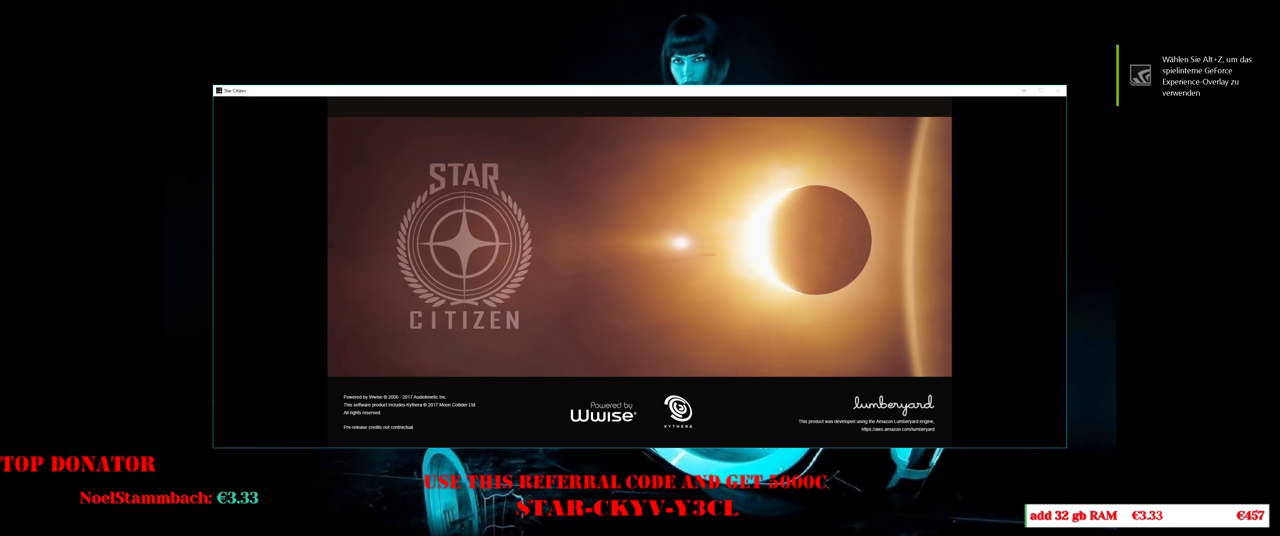 Wählen Sie Alt+Z, um das
spielinterne GeForce
Experience-Overlay zu
verwenden
Star Citizen
STAR
CITIZEN
Powered by Wwise © 2006 - 2017 Audiokinetic Inc.
This software product includes Kythera © 2017 Moon Collider Ltd.
All rights reserved.
Pre-release credits not contractual.
Powered by
Wwise®
KYTHERA
lumberyard
This product was developed using the Amazon Lumberyard engine,
https://aws.amazon.com/lumberyard
TOP DONATOR
NoelStammbach: €3.33
USE THIS REFERRAL CODE AND GET 5000C
STAR-CKYV-Y3CL
add 32 gb RAM €3.33 €457